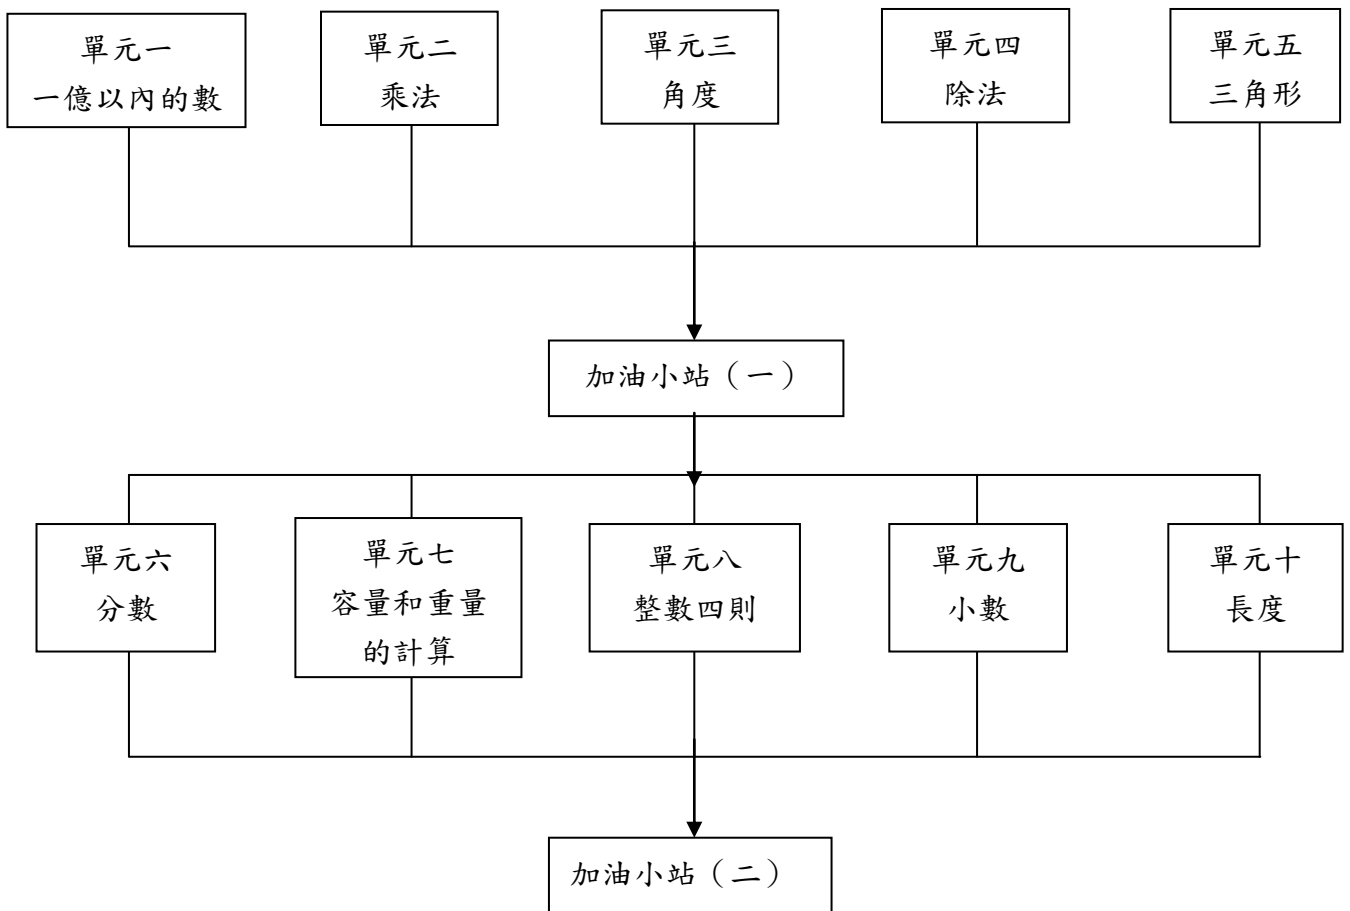 單元一
一億以內的數
單元二
乘法
單元三
角度
單元四
除法
單元五
三角形
加油小站（一）
單元六
分數
單元七
容量和重量
的計算
單元八
整數四則
單元九
小數
單元十
長度
加油小站（二）